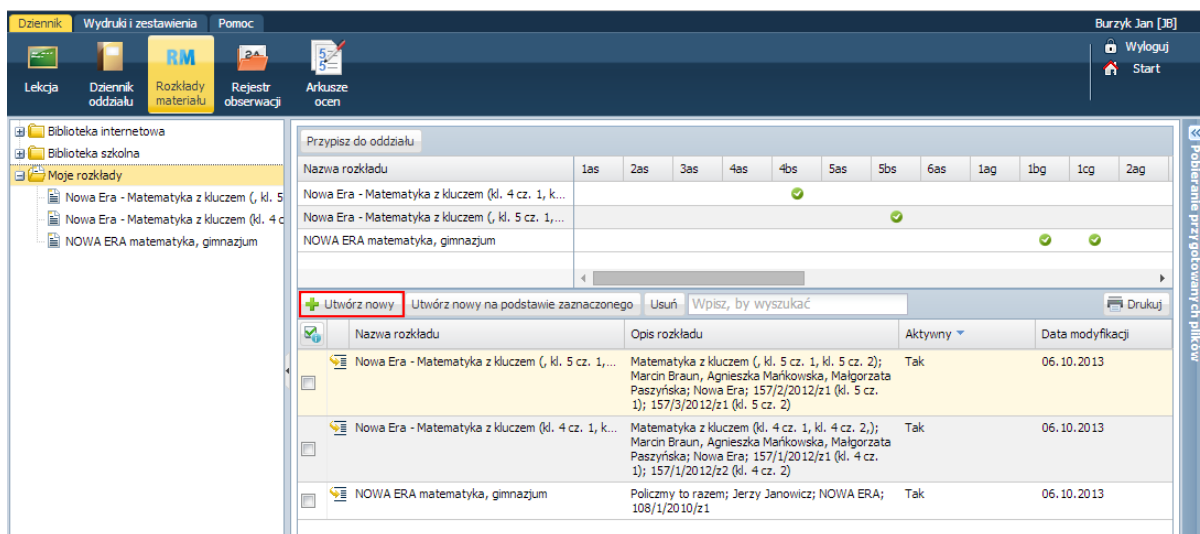 Dziennik Wydruki i zestawienia Pomoc Burzyk Jan [JB]
Lekcja
Dziennik oddziału
RM
Rozkłady materiału
Rejestr obserwacji
Arkusze ocen
Wyloguj
Start
Biblioteka internetowa
Biblioteka szkolna
Moje rozkłady
Nowa Era - Matematyka z kluczem (, kl. 5
Nowa Era - Matematyka z kluczem (kl. 4 c
NOWA ERA matematyka, gimnazjum
Przypisz do oddziału
Nazwa rozkładu 1as 2as 3as 4as 4bs 5as 5bs 6as 1ag 1bg 1cg 2ag
Nowa Era - Matematyka z kluczem (kl. 4 cz. 1, k...
Nowa Era - Matematyka z kluczem (, kl. 5 cz. 1,...
NOWA ERA matematyka, gimnazjum
Utwórz nowy Utwórz nowy na podstawie zaznaczonego Usuń Wpisz, by wyszukać Drukuj
Nazwa rozkładu Opis rozkładu Aktywny Data modyfikacji
Nowa Era - Matematyka z kluczem (, kl. 5 cz. 1,... Matematyka z kluczem (, kl. 5 cz. 1, kl. 5 cz. 2); Tak 06.10.2013
Marcin Braun, Agnieszka Mańkowska, Małgorzata
Paszyńska; Nowa Era; 157/2/2012/z1 (kl. 5 cz.
1); 157/3/2012/z1 (kl. 5 cz. 2)
Nowa Era - Matematyka z kluczem (kl. 4 cz. 1, k... Matematyka z kluczem (kl. 4 cz. 1, kl. 4 cz. 2,); Tak 06.10.2013
Marcin Braun, Agnieszka Mańkowska, Małgorzata
Paszyńska; Nowa Era; 157/1/2012/z1 (kl. 4 cz.
1); 157/1/2012/z2 (kl. 4 cz. 2)
NOWA ERA matematyka, gimnazjum Policzmy to razem; Jerzy Janowicz; NOWA ERA; Tak 06.10.2013
108/1/2010/z1
Pobieranie przygotowanych plików